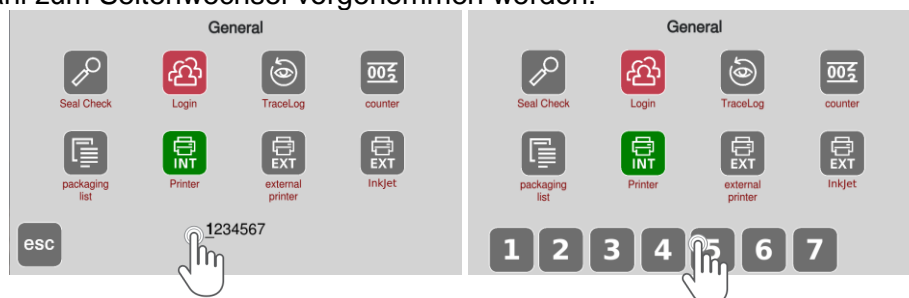 ahl zum Seitenwechsel vorgenommen werden.
General
Seal Check Login TraceLog counter
INT EXT EXT
packaging Printer external InkJet
list printer
esc 1234567
General
Seal Check Login TraceLog counter
INT EXT EXT
packaging Printer external InkJet
list printer
1 2 3 4 5 6 7